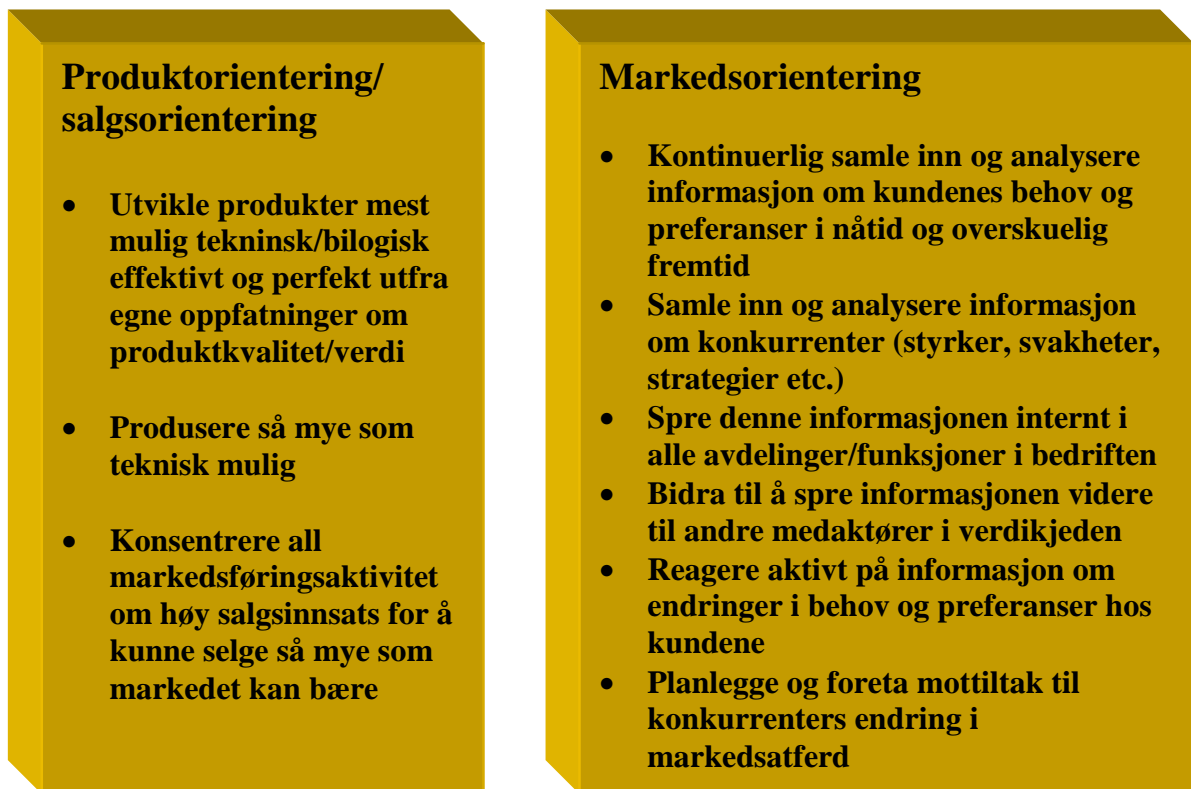 Produktorientering/
salgsorientering
• Utvikle produkter mest
mulig tekninsk/bilogisk
effektivt og perfekt utfra
egne oppfatninger om
produktkvalitet/verdi
• Produsere så mye som
teknisk mulig
• Konsentrere all
markedsføringsaktivitet
om høy salgsinnsats for å
kunne selge så mye som
markedet kan bære
Markedsorientering
• Kontinuerlig samle inn og analysere
informasjon om kundenes behov og
preferanser i nåtid og overskuelig
fremtid
• Samle inn og analysere informasjon
om konkurrenter (styrker, svakheter,
strategier etc.)
• Spre denne informasjonen internt i
alle avdelinger/funksjoner i bedriften
• Bidra til å spre informasjonen videre
til andre medaktører i verdikjeden
• Reagere aktivt på informasjon om
endringer i behov og preferanser hos
kundene
• Planlegge og foreta mottiltak til
konkurrenters endring i
markedsatferd